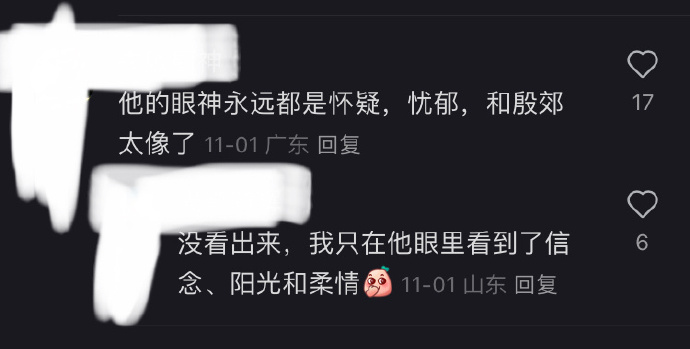 他的眼神永远都是怀疑，忧郁，和殷郊
17
太像了 11-01 广东 回复
没看出来，我只在他眼里看到了信
6
念、阳光和柔情 11-01 山东 回复